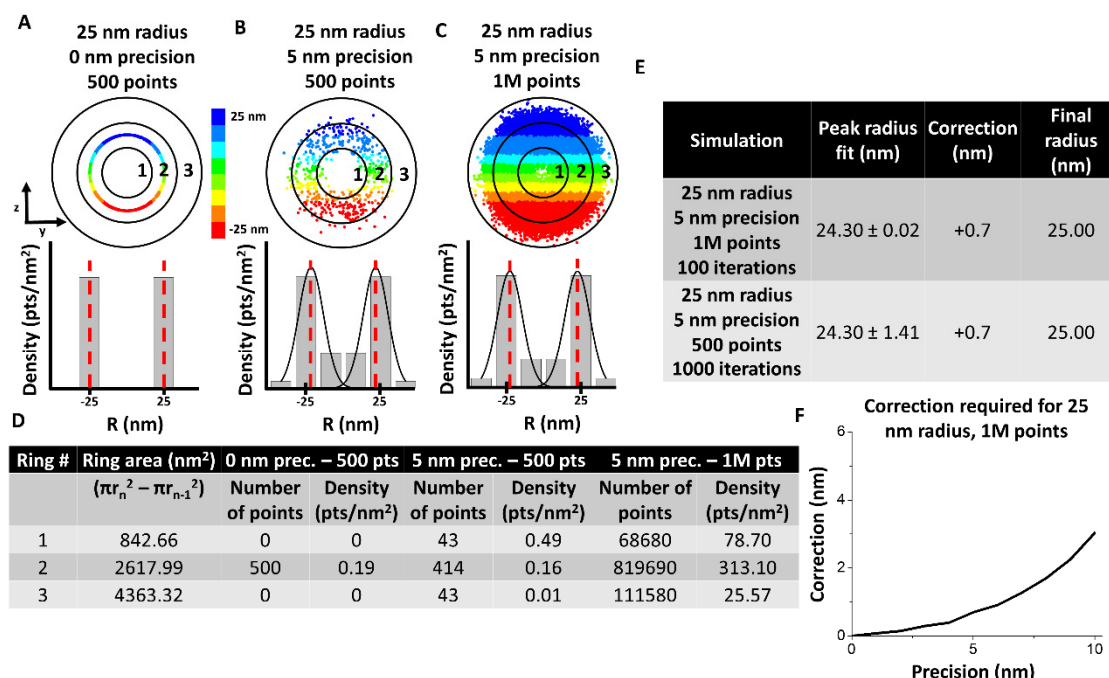 A
25 nm radius
0 nm precision
500 points
B
25 nm radius
5 nm precision
500 points
C
25 nm radius
5 nm precision
1M points
1 2 3
z
y
25 nm
-25 nm
1 2 3
1 2 3
Density (pts/nm²)
-25 25
R (nm)
Density (pts/nm²)
-25 25
R (nm)
Density (pts/nm²)
-25 25
R (nm)
D
Ring # Ring area (nm²) 0 nm prec. – 500 pts 5 nm prec. – 500 pts 5 nm prec. – 1M pts
(πrₙ² – πrₙ₋₁²) Number of points Density (pts/nm²) Number of points Density (pts/nm²) Number of points Density (pts/nm²)
1 842.66 0 0 43 0.49 68680 78.70
2 2617.99 500 0.19 414 0.16 819690 313.10
3 4363.32 0 0 43 0.01 111580 25.57
E
Simulation Peak radius fit (nm) Correction (nm) Final radius (nm)
25 nm radius
5 nm precision
1M points
100 iterations
24.30 ± 0.02 +0.7 25.00
25 nm radius
5 nm precision
500 points
1000 iterations
24.30 ± 1.41 +0.7 25.00
F
Correction required for 25
nm radius, 1M points
Correction (nm)
6
4
2
0
0 5 10
Precision (nm)